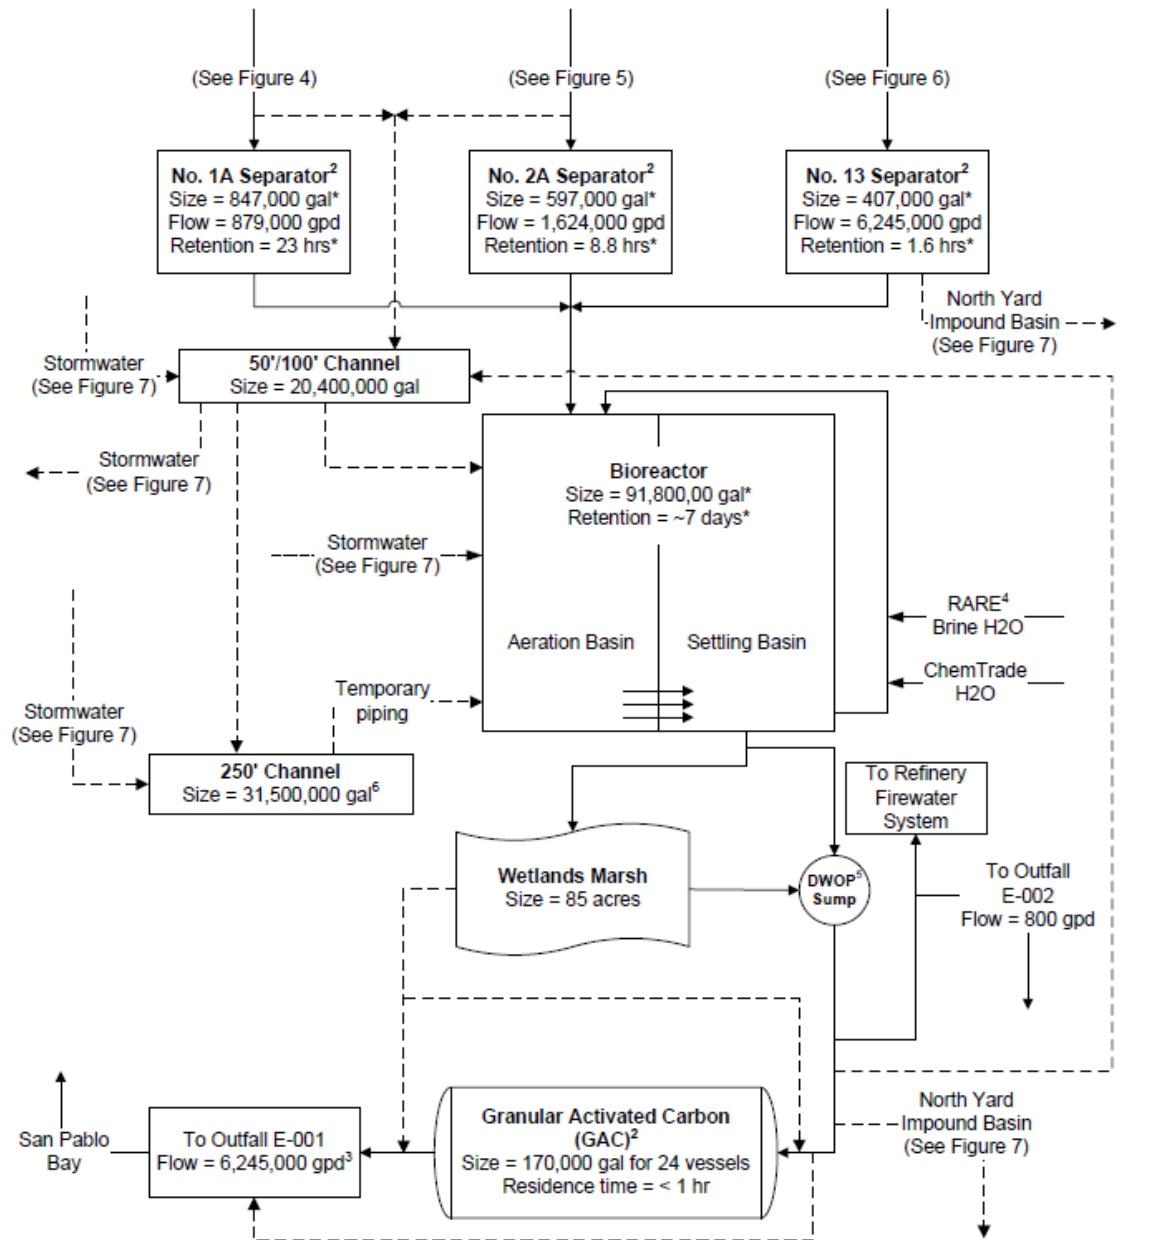 (See Figure 4)
(See Figure 5)
(See Figure 6)
No. 1A Separator²
Size = 847,000 gal*
Flow = 879,000 gpd
Retention = 23 hrs*
No. 2A Separator²
Size = 597,000 gal*
Flow = 1,624,000 gpd
Retention = 8.8 hrs*
No. 13 Separator²
Size = 407,000 gal*
Flow = 6,245,000 gpd
Retention = 1.6 hrs*
North Yard
Impound Basin
(See Figure 7)
Stormwater
(See Figure 7)
50'/100' Channel
Size = 20,400,000 gal
Stormwater
(See Figure 7)
Bioreactor
Size = 91,800,00 gal*
Retention = ~7 days*
Stormwater
(See Figure 7)
Aeration Basin
Settling Basin
RARE⁴
Brine H2O
ChemTrade
H2O
Temporary
piping
Stormwater
(See Figure 7)
250' Channel
Size = 31,500,000 gal⁶
To Refinery
Firewater
System
Wetlands Marsh
Size = 85 acres
DWOP⁵
Sump
To Outfall
E-002
Flow = 800 gpd
Granular Activated Carbon
(GAC)²
Size = 170,000 gal for 24 vessels
Residence time = < 1 hr
North Yard
Impound Basin
(See Figure 7)
San Pablo
Bay
To Outfall E-001
Flow = 6,245,000 gpd³